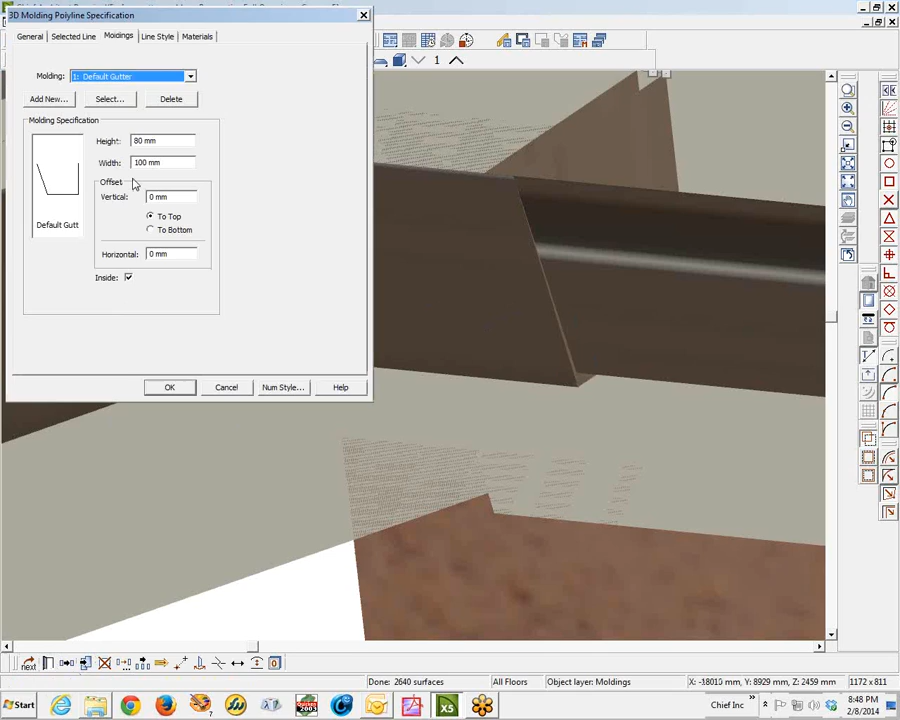 3D Molding Polyline Specification
General Selected Line Moldings Line Style Materials
Molding: 1: Default Gutter
Add New... Select... Delete
Molding Specification
Height: 80 mm
Width: 100 mm
Offset
Vertical: 0 mm
To Top
To Bottom
Default Gutt
Horizontal: 0 mm
Inside:
OK Cancel Num Style... Help
1
next
Done: 2640 surfaces All Floors Object layer: Moldings X: -18010 mm, Y: 8929 mm, Z: 2459 mm 1172 x 811
Start X5 Chief Inc 8:48 PM
2/8/2014